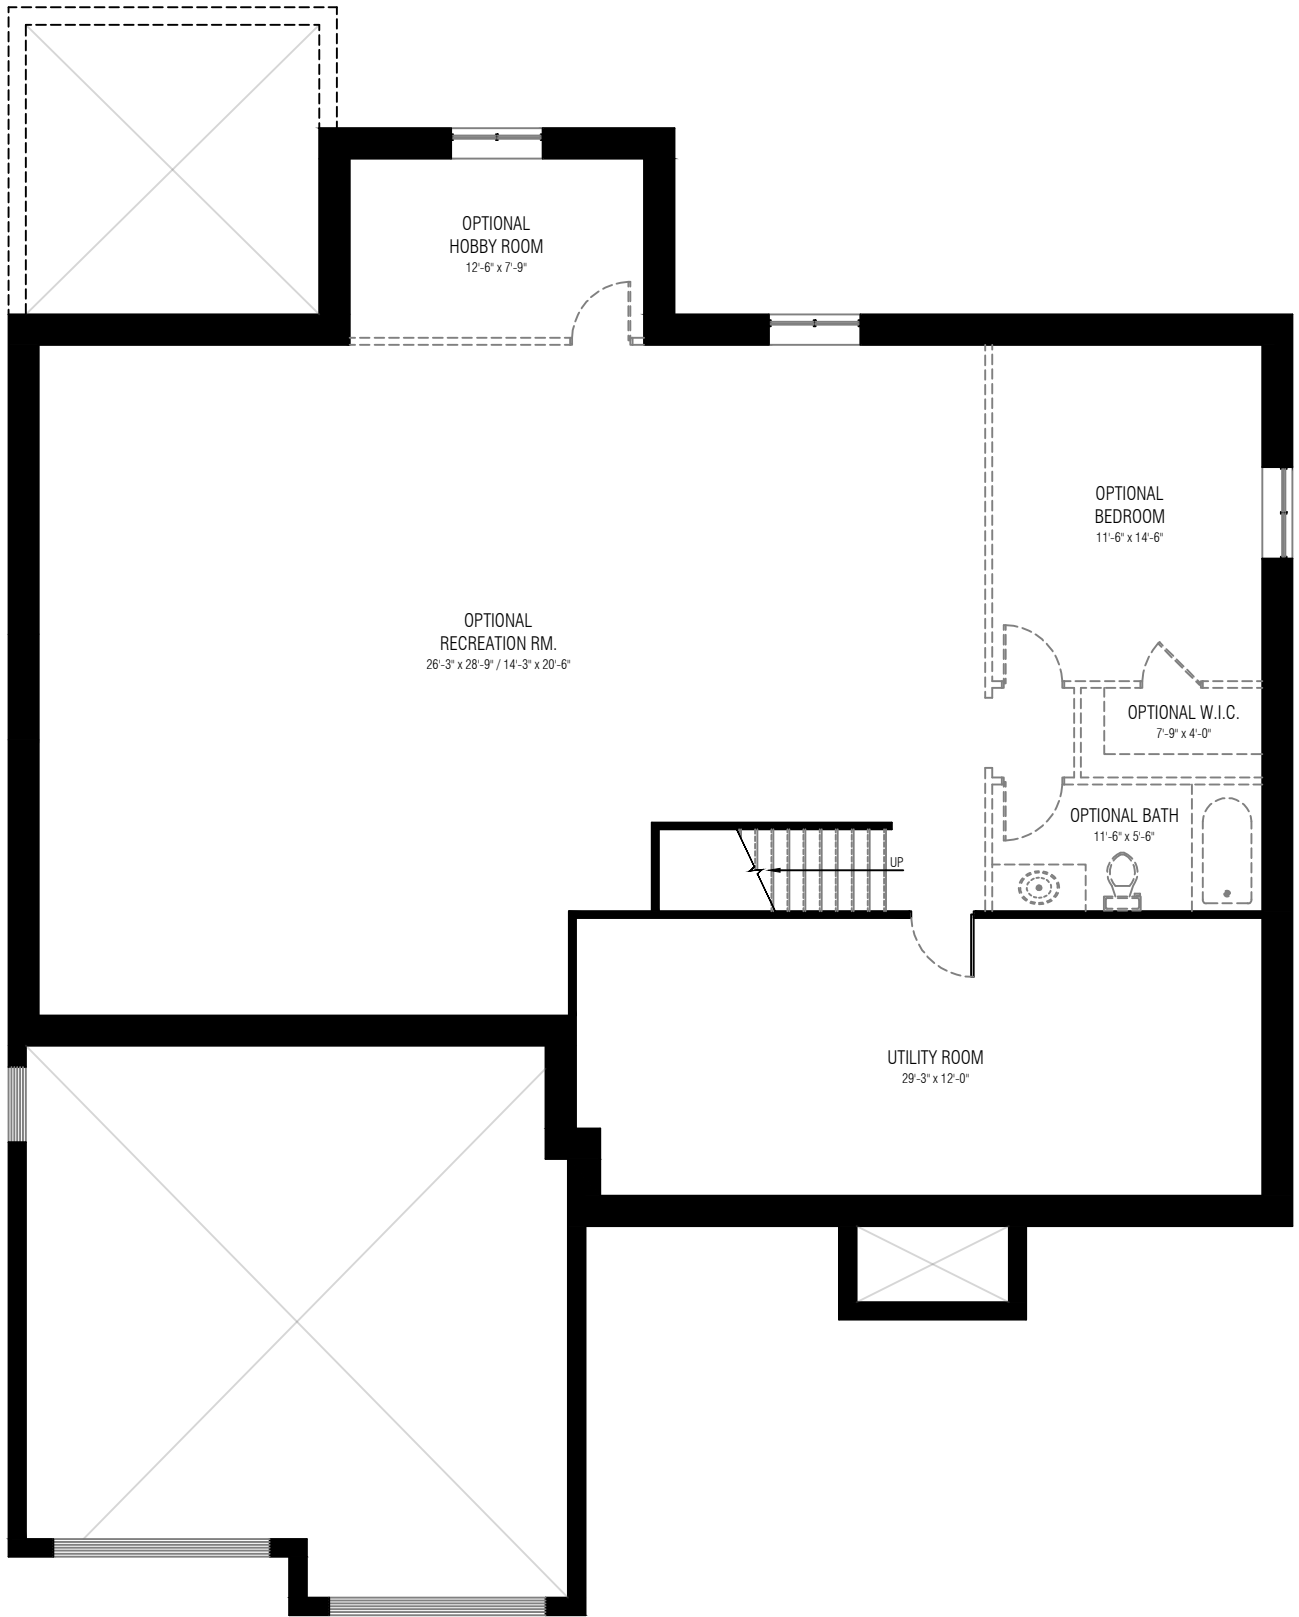 OPTIONAL
HOBBY ROOM
12'-6" x 7'-9"
OPTIONAL
BEDROOM
11'-6" x 14'-6"
OPTIONAL
RECREATION RM.
26'-3" x 28'-9" / 14'-3" x 20'-6"
OPTIONAL W.I.C.
7'-9" x 4'-0"
OPTIONAL BATH
11'-6" x 5'-6"
UP
UTILITY ROOM
29'-3" x 12'-0"